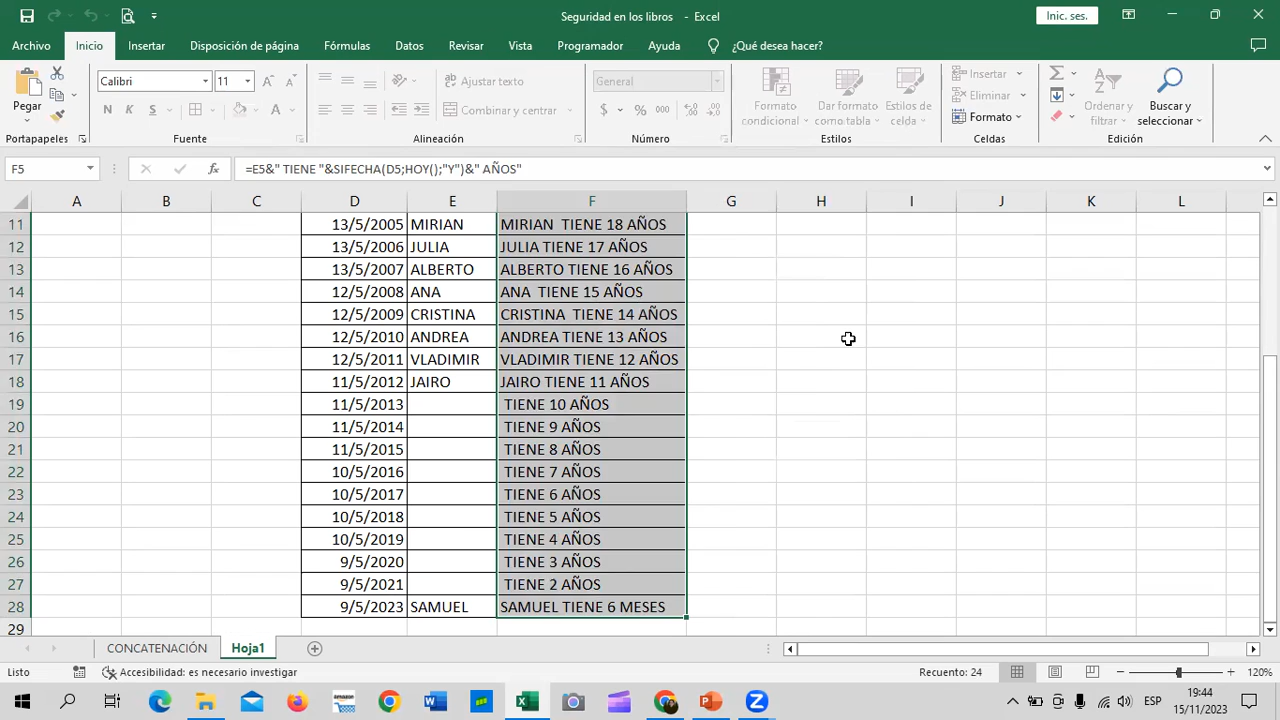 Seguridad en los libros - Excel
Inic. ses.
Archivo Inicio Insertar Disposición de página Fórmulas Datos Revisar Vista Programador Ayuda ¿Qué desea hacer?
Pegar
Calibri 11
N K S
Ajustar texto
Combinar y centrar
General
$ % 000
Formato condicional
Dar formato como tabla
Estilos de celda
Insertar
Eliminar
Formato
Ordenar y filtrar
Buscar y seleccionar
Portapapeles Fuente Alineación Número Estilos Celdas Edición
F5 fx =E5&" TIENE "&SIFECHA(D5;HOY();"Y")&" AÑOS"
A B C D E F G H I J K L
11 13/5/2005 MIRIAN MIRIAN  TIENE 18 AÑOS
12 13/5/2006 JULIA JULIA TIENE 17 AÑOS
13 13/5/2007 ALBERTO ALBERTO TIENE 16 AÑOS
14 12/5/2008 ANA ANA  TIENE 15 AÑOS
15 12/5/2009 CRISTINA CRISTINA  TIENE 14 AÑOS
16 12/5/2010 ANDREA ANDREA TIENE 13 AÑOS
17 12/5/2011 VLADIMIR VLADIMIR TIENE 12 AÑOS
18 11/5/2012 JAIRO JAIRO TIENE 11 AÑOS
19 11/5/2013 TIENE 10 AÑOS
20 11/5/2014 TIENE 9 AÑOS
21 11/5/2015 TIENE 8 AÑOS
22 10/5/2016 TIENE 7 AÑOS
23 10/5/2017 TIENE 6 AÑOS
24 10/5/2018 TIENE 5 AÑOS
25 10/5/2019 TIENE 4 AÑOS
26 9/5/2020 TIENE 3 AÑOS
27 9/5/2021 TIENE 2 AÑOS
28 9/5/2023 SAMUEL SAMUEL TIENE 6 MESES
29
CONCATENACIÓN Hoja1
Listo Accesibilidad: es necesario investigar Recuento: 24 120%
ESP
19:44
15/11/2023